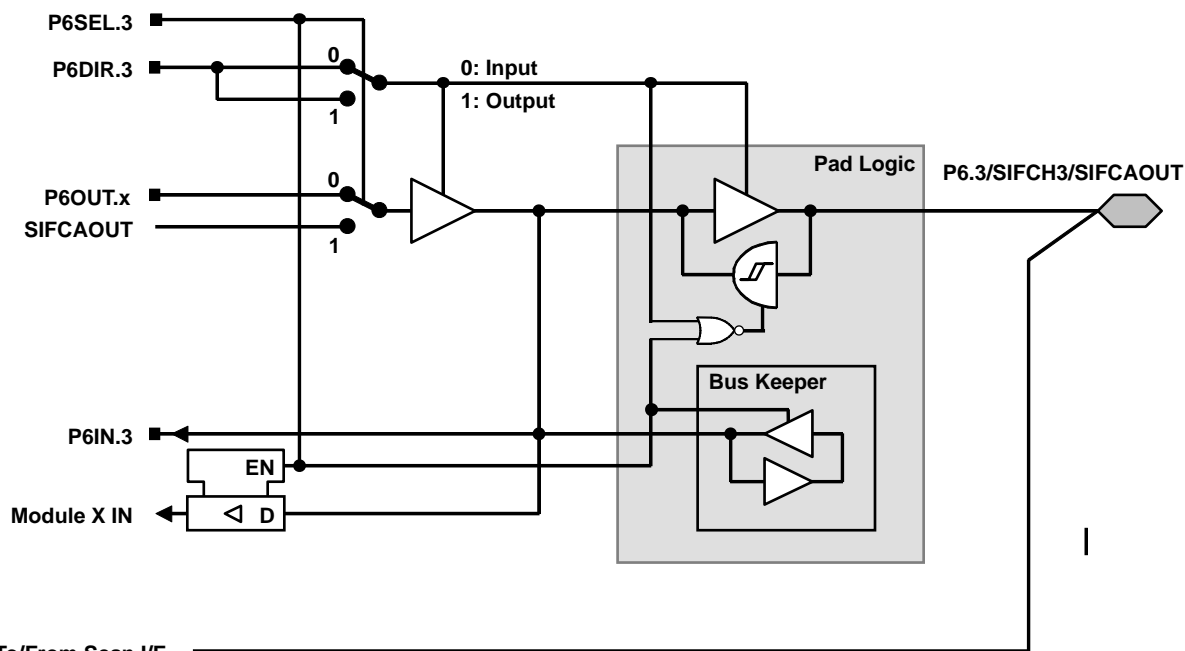 P6SEL.3
P6DIR.3
0
1
0: Input
1: Output
Pad Logic
P6.3/SIFCH3/SIFCAOUT
P6OUT.x
0
SIFCAOUT
1
Bus Keeper
P6IN.3
EN
Module X IN
D
To/From Scan I/F